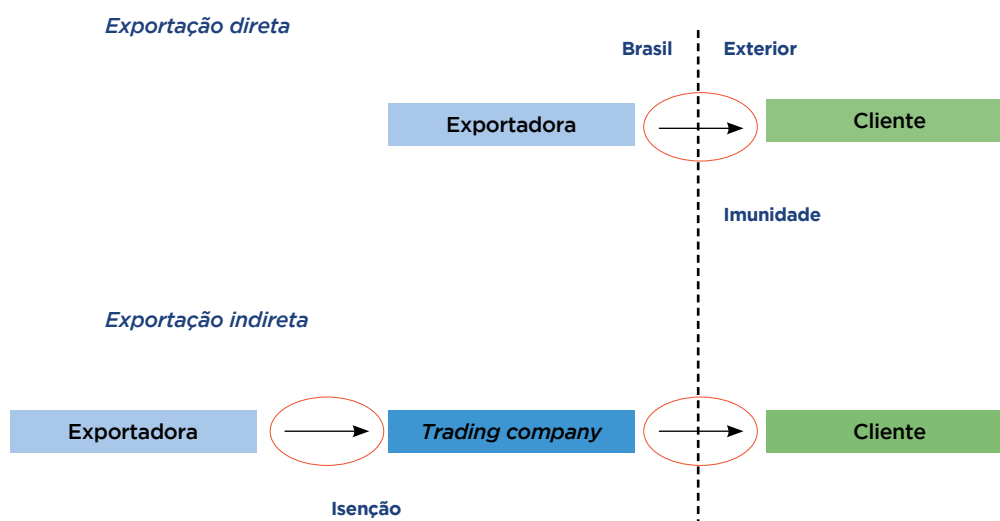 Exportação direta
Brasil
Exterior
Exportadora
Cliente
Imunidade
Exportação indireta
Exportadora
Trading company
Cliente
Isenção